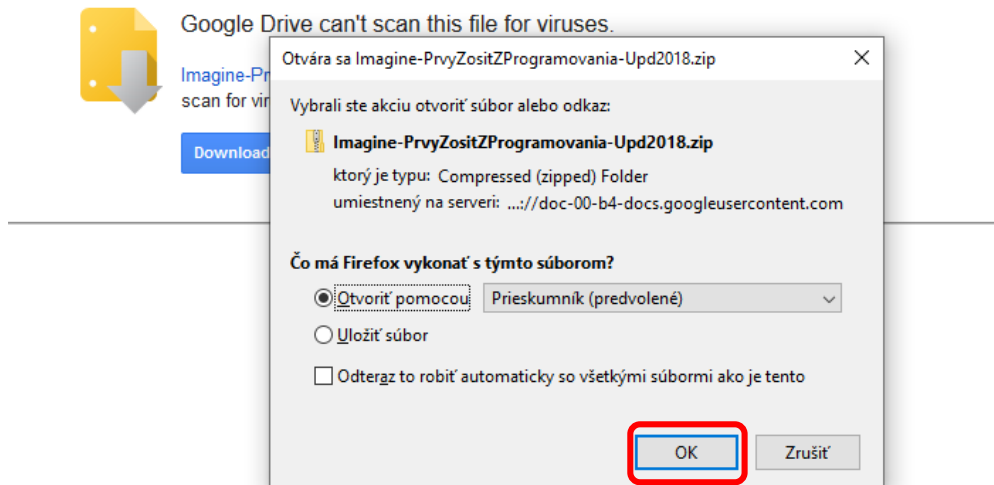 Google Drive can't scan this file for viruses.
Otvára sa Imagine-PrvyZositZProgramovania-Upd2018.zip
Imagine-Pr
scan for vir
Vybrali ste akciu otvoriť súbor alebo odkaz:
Download
Imagine-PrvyZositZProgramovania-Upd2018.zip
ktorý je typu: Compressed (zipped) Folder
umiestnený na serveri: ...://doc-00-b4-docs.googleusercontent.com
Čo má Firefox vykonať s týmto súborom?
Otvoriť pomocou Prieskumník (predvolené)
Uložiť súbor
Odteraz to robiť automaticky so všetkými súbormi ako je tento
OK Zrušiť